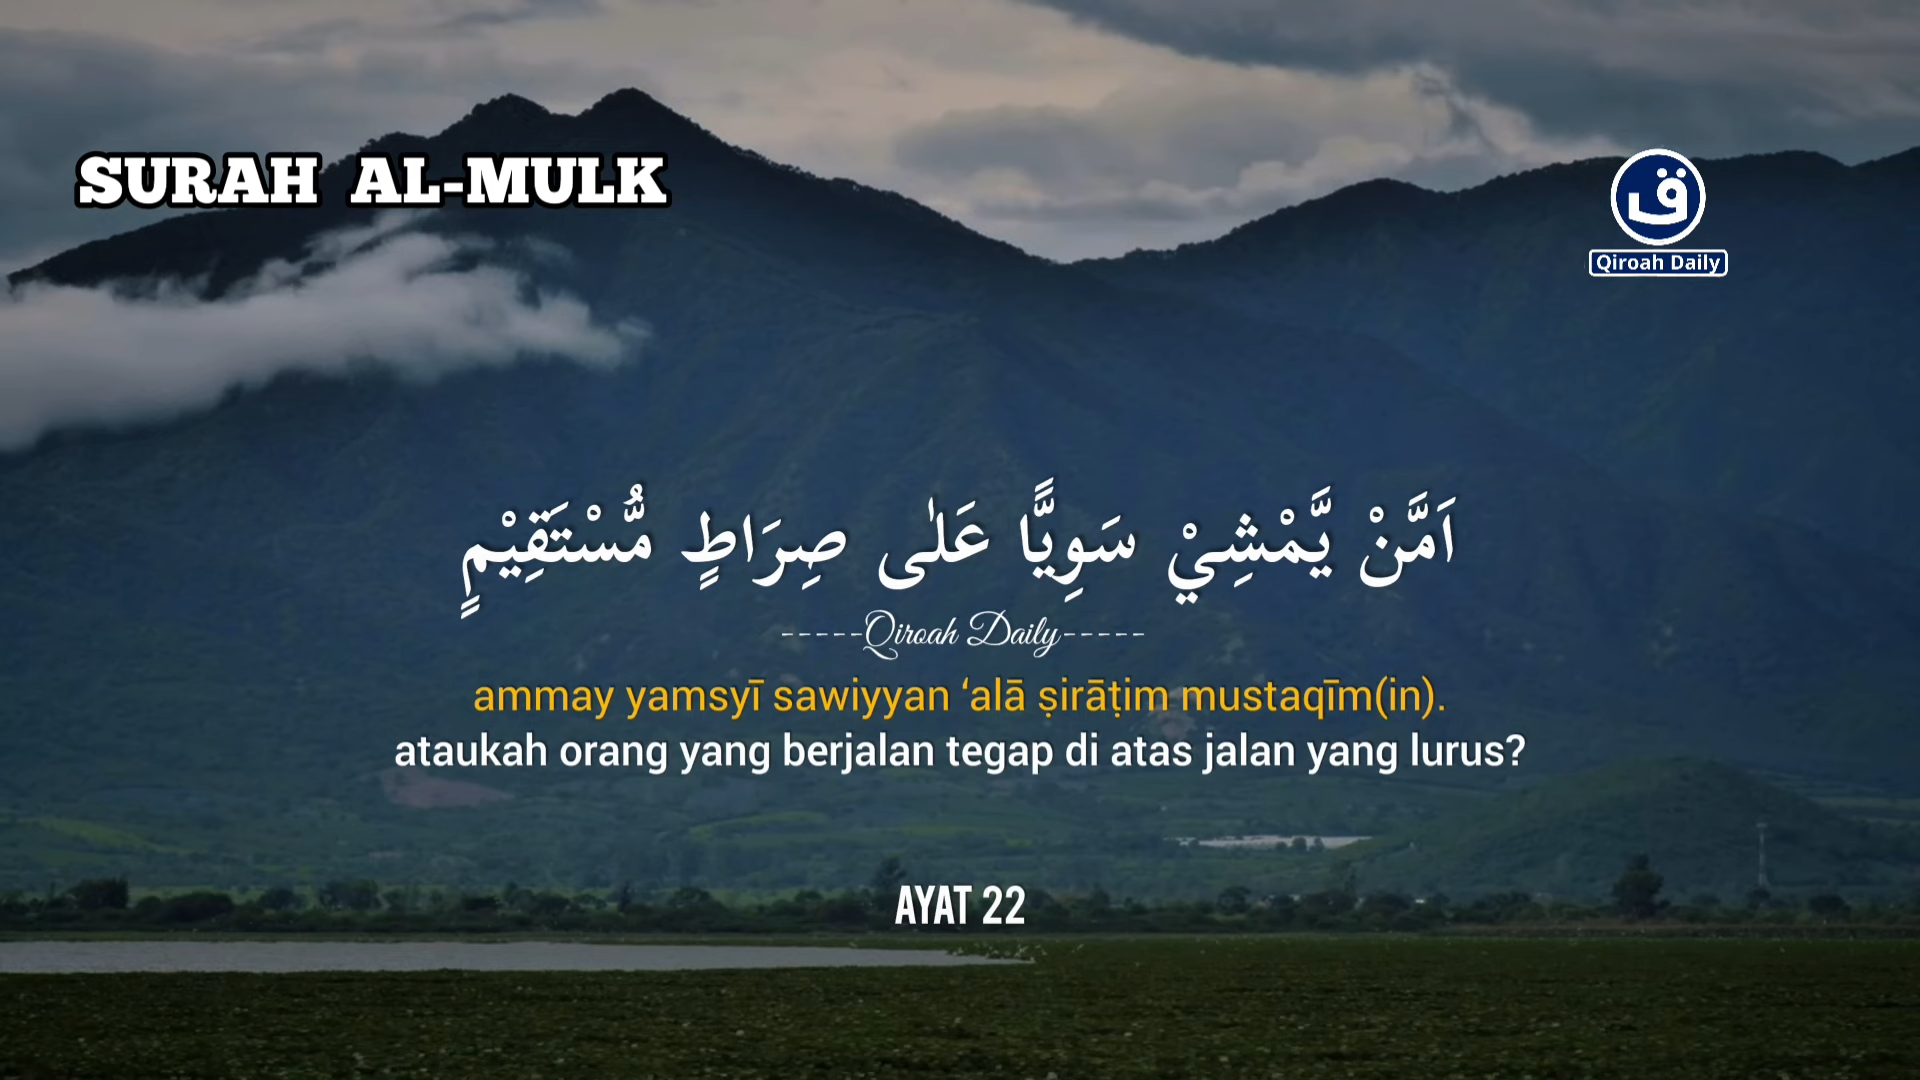 SURAH AL-MULK
ق
Qiroah Daily
اَمَّنْ يَّمْشِيْ سَوِيًّا عَلٰى صِرَاطٍ مُّسْتَقِيْمٍ
-----Qiroah Daily-----
ammay yamsyī sawiyyan ‘alā ṣirāṭim mustaqīm(in).
ataukah orang yang berjalan tegap di atas jalan yang lurus?
AYAT 22